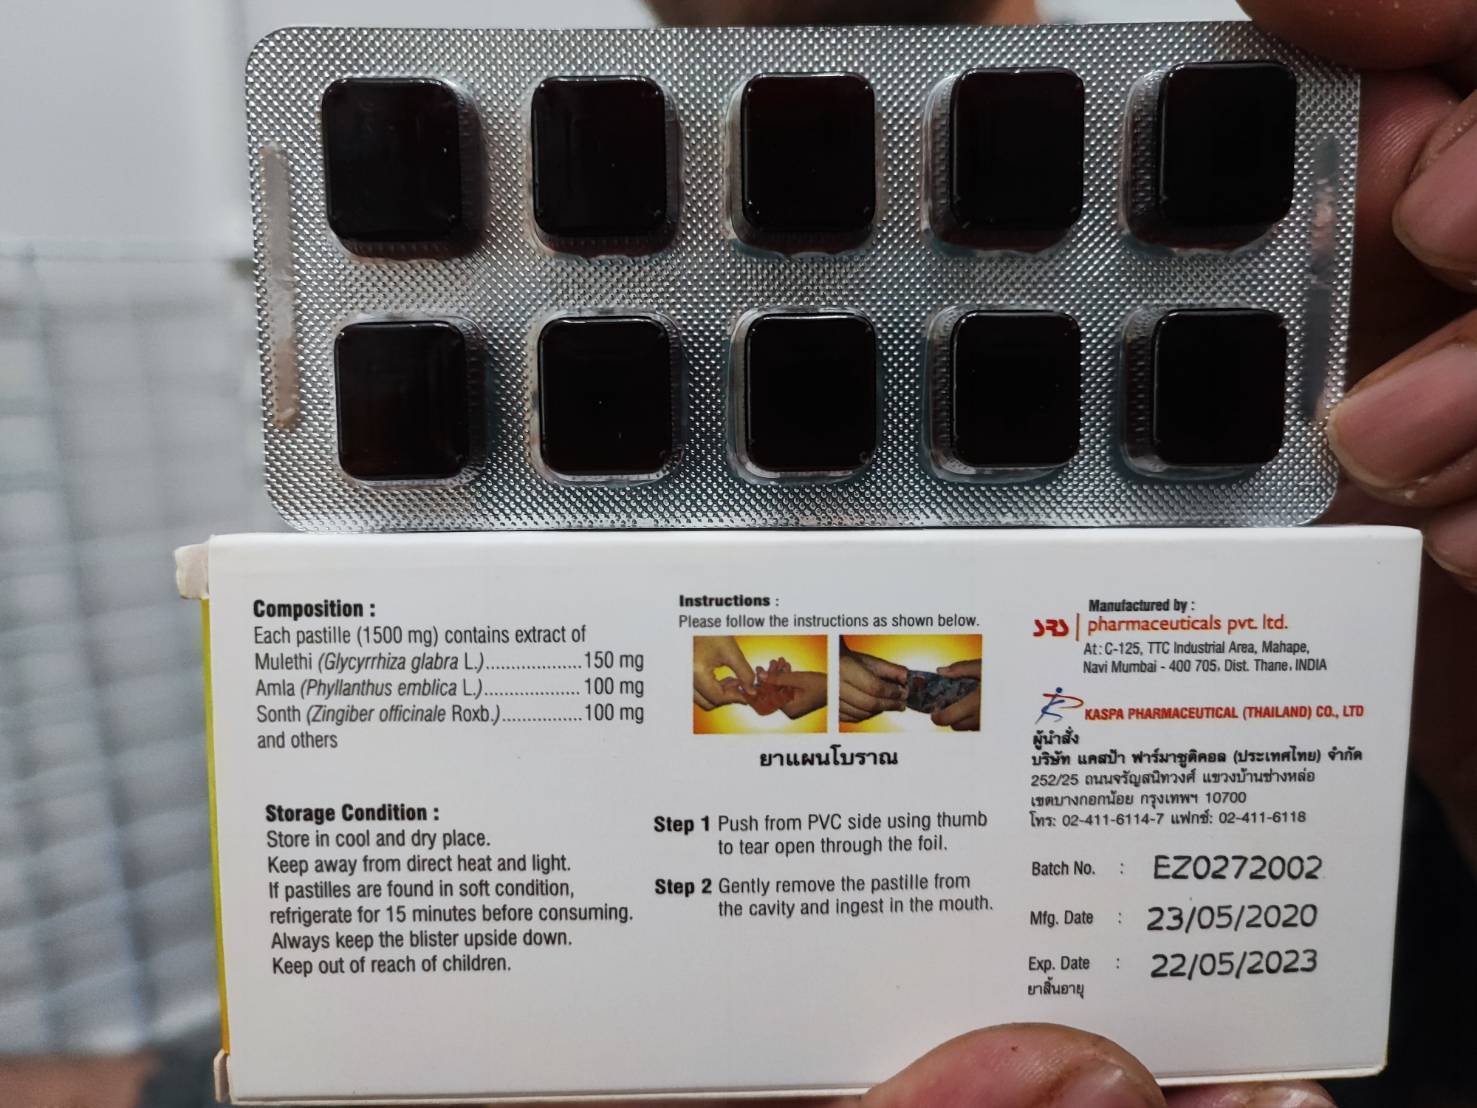 Composition :
Each pastille (1500 mg) contains extract of
Mulethi (Glycyrrhiza glabra L.)...................150 mg
Amla (Phyllanthus emblica L.)................... 100 mg
Sonth (Zingiber officinale Roxb.)................100 mg
and others
Storage Condition :
Store in cool and dry place.
Keep away from direct heat and light.
If pastilles are found in soft condition,
refrigerate for 15 minutes before consuming.
Always keep the blister upside down.
Keep out of reach of children.
Instructions :
Please follow the instructions as shown below.
ยาแผนโบราณ
Step 1 Push from PVC side using thumb
to tear open through the foil.
Step 2 Gently remove the pastille from
the cavity and ingest in the mouth.
Manufactured by :
SRS pharmaceuticals pvt. ltd.
At: C-125, TTC Industrial Area, Mahape,
Navi Mumbai - 400 705. Dist. Thane. INDIA
KASPA PHARMACEUTICAL (THAILAND) CO., LTD
ผู้นำสั่ง
บริษัท แคสป้า ฟาร์มาซูติคอล (ประเทศไทย) จำกัด
252/25 ถนนจรัญสนิทวงศ์ แขวงบ้านช่างหล่อ
เขตบางกอกน้อย กรุงเทพฯ 10700
โทร: 02-411-6114-7 แฟกซ์: 02-411-6118
Batch No. : EZ0272002
Mfg. Date : 23/05/2020
Exp. Date : 22/05/2023
ยาสิ้นอายุ